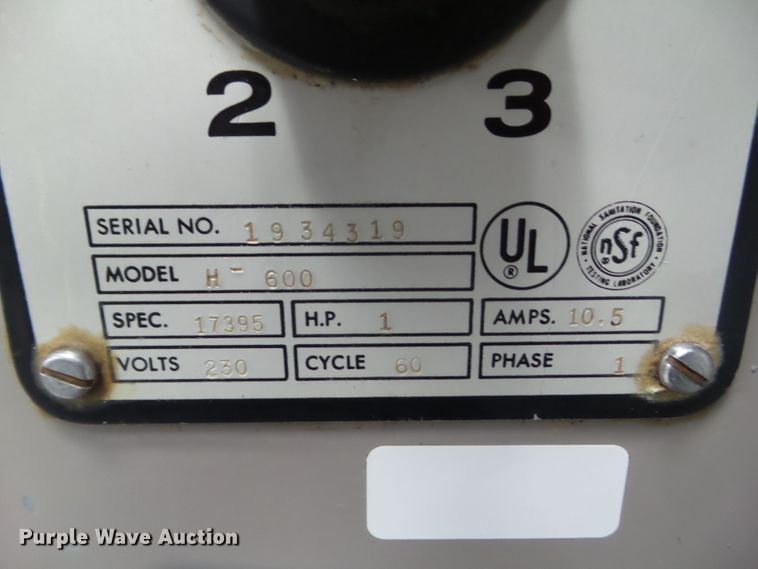 2 3
SERIAL NO. 1934319
MODEL H-600
SPEC. 17395 H.P. 1 AMPS. 10.5
VOLTS 230 CYCLE 60 PHASE 1
UL ®
NATIONAL SANITATION FOUNDATION
nsf ®
TESTING LABORATORY
Purple Wave Auction